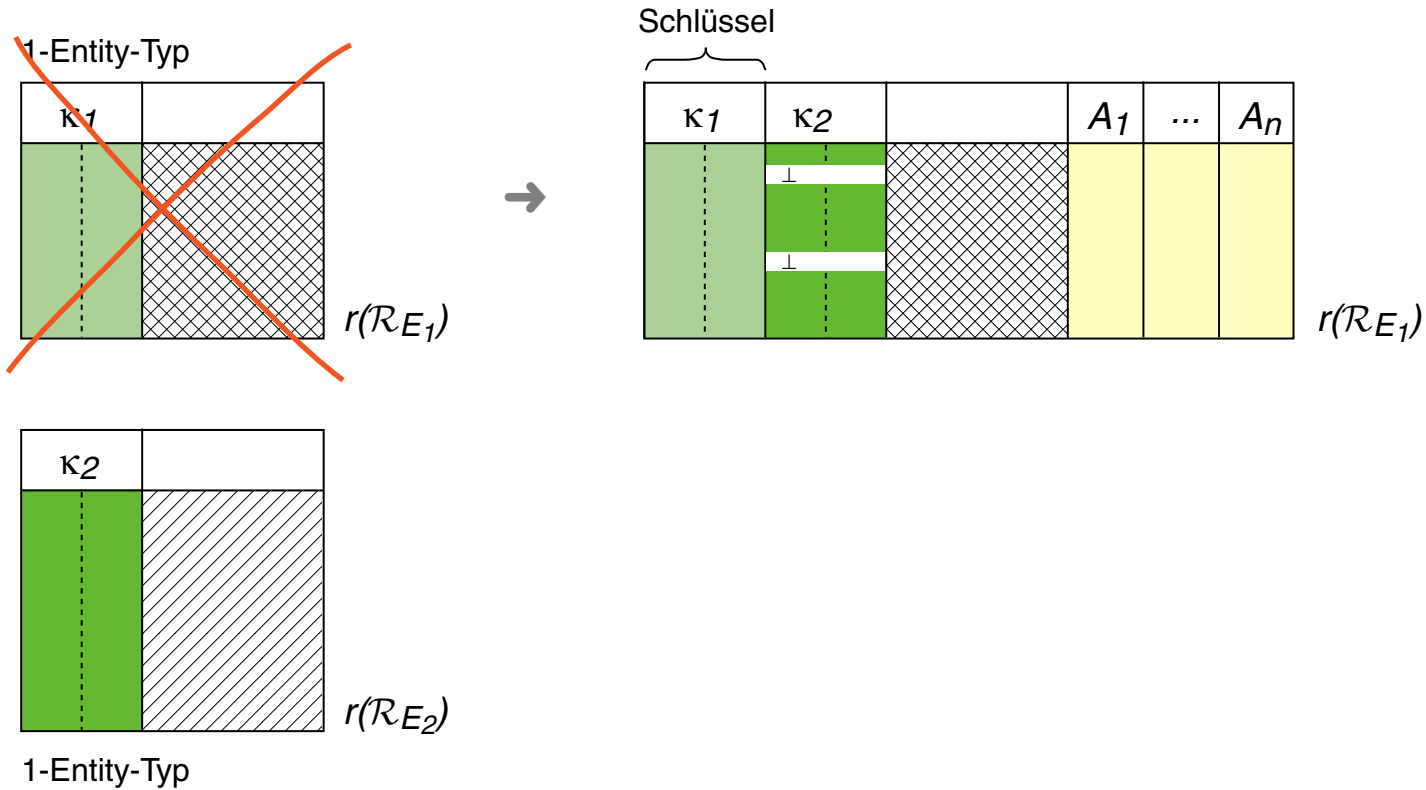 Schlüssel
1-Entity-Typ
κ1
κ1 κ2 A1 ... An
⊥
⊥
r(ℛE1)
r(ℛE1)
κ2
r(ℛE2)
1-Entity-Typ